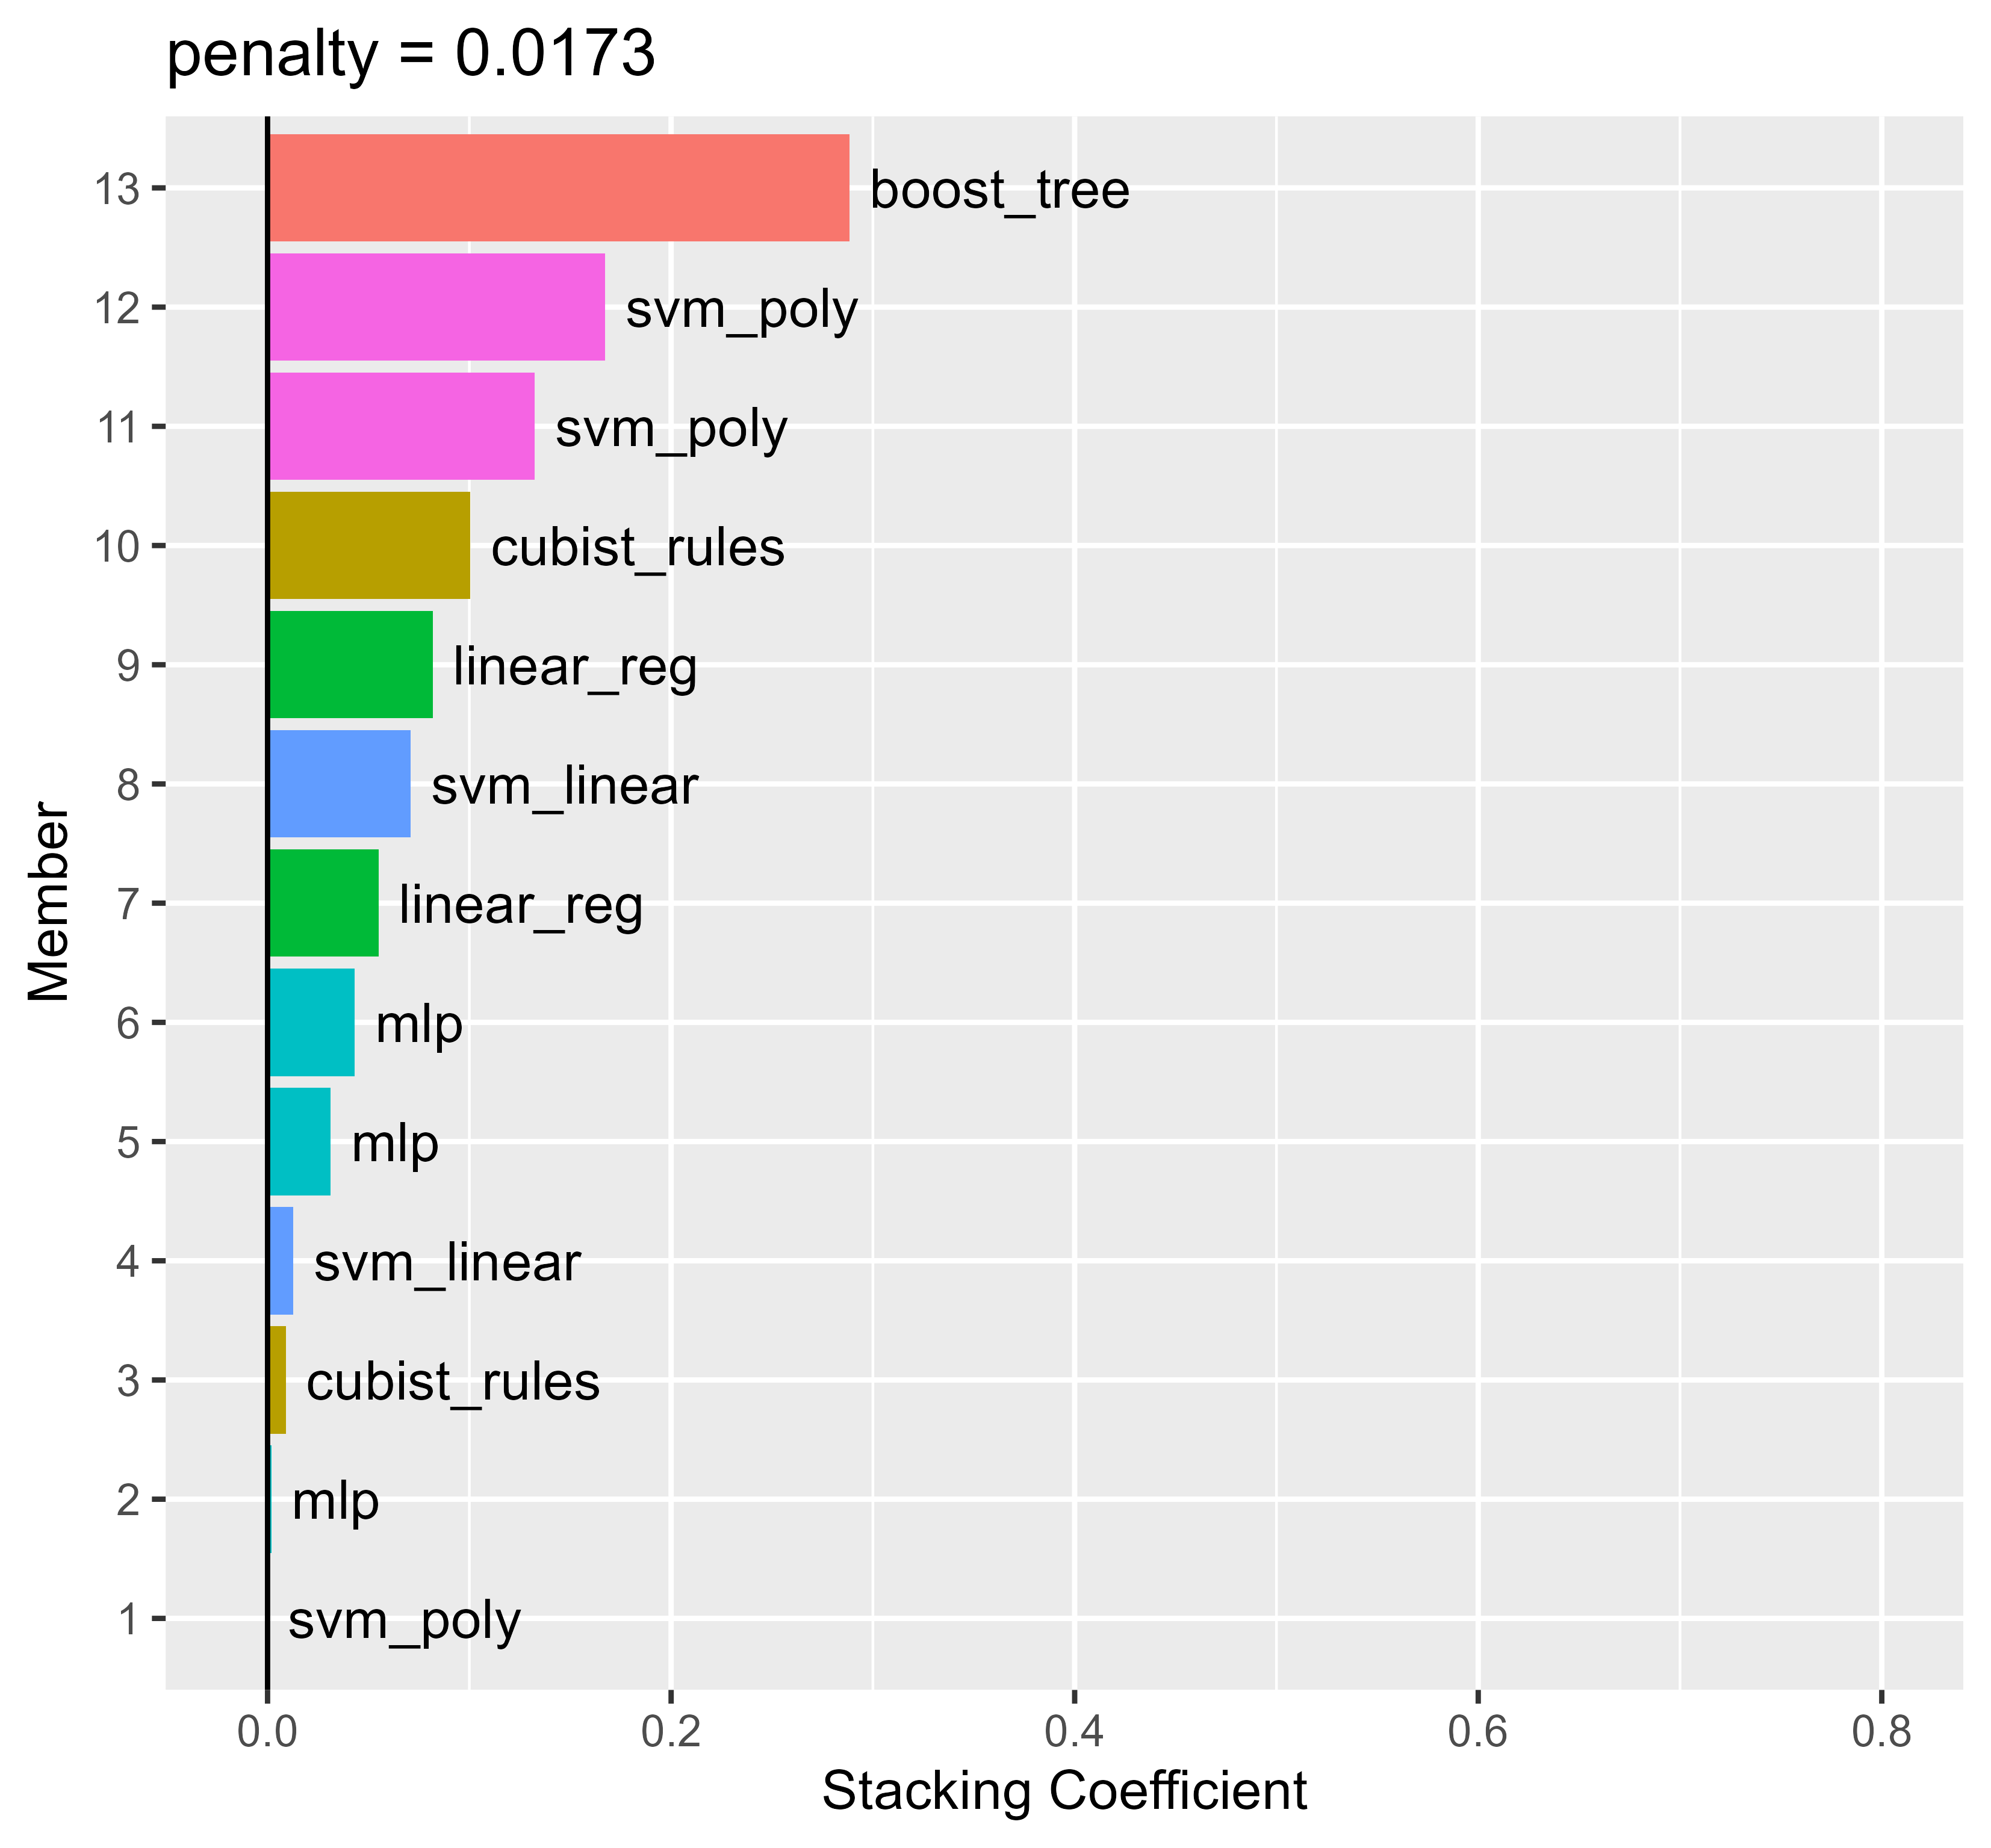 penalty = 0.0173
13
boost_tree
12
svm_poly
11
svm_poly
10
cubist_rules
9
linear_reg
8
svm_linear
7
linear_reg
6
mlp
5
mlp
4
svm_linear
3
cubist_rules
2
mlp
1
svm_poly
Member
0.0 0.2 0.4 0.6 0.8
Stacking Coefficient